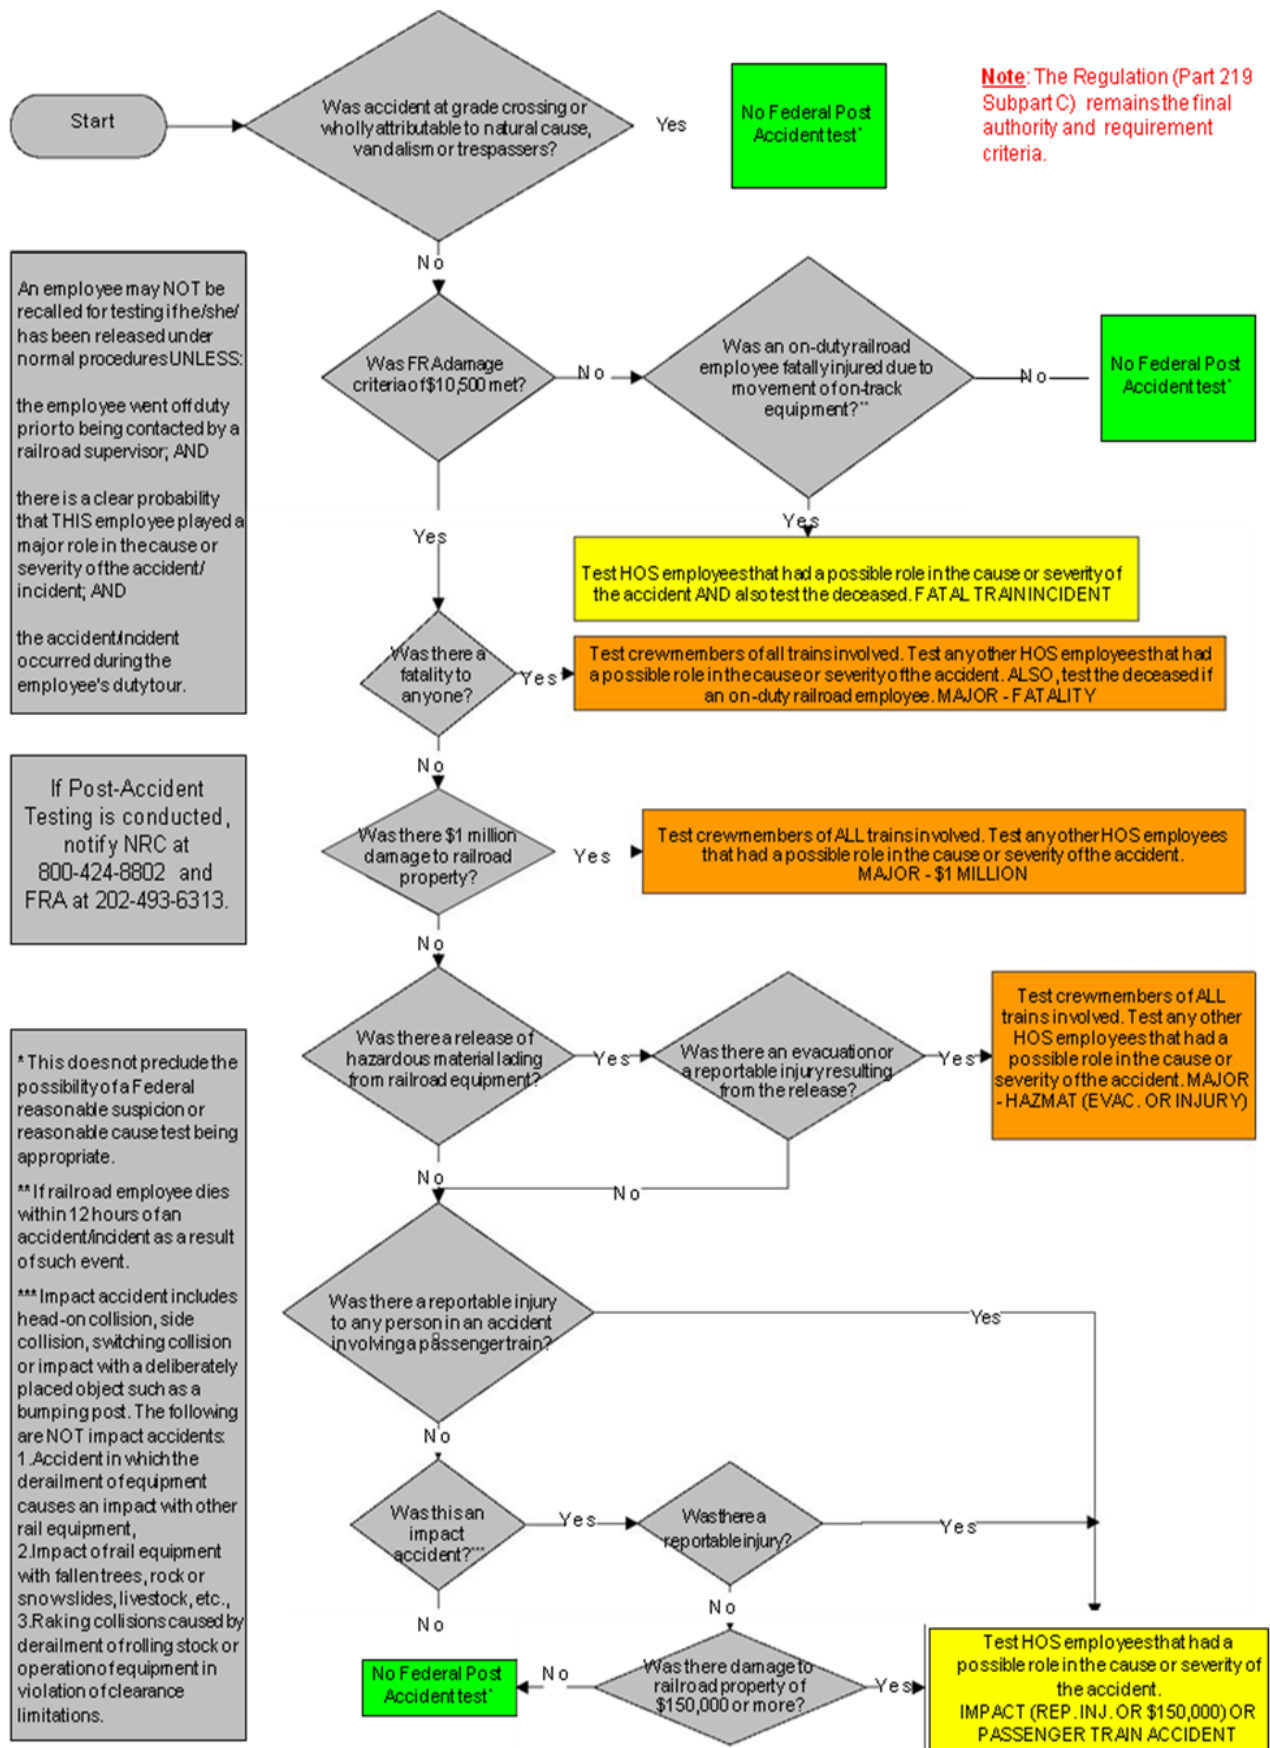 Start
Was accident at grade crossing or
wholly attributable to natural cause,
vandalism or trespassers?
Yes
No Federal Post
Accident test*
Note: The Regulation (Part 219
Subpart C) remains the final
authority and requirement
criteria.
No
An employee may NOT be
recalled for testing if he/she/
has been released under
normal procedures UNLESS:
the employee went off duty
prior to being contacted by a
railroad supervisor; AND
there is a clear probability
that THIS employee played a
major role in the cause or
severity of the accident/
incident; AND
the accident/incident
occurred during the
employee's duty tour.
Was FRA damage
criteria of $10,500 met?
No
Was an on-duty railroad
employee fatally injured due to
movement of on-track
equipment?**
No
No Federal Post
Accident test*
Yes
Yes
Test HOS employees that had a possible role in the cause or severity of
the accident AND also test the deceased. FATAL TRAIN INCIDENT
Was there a
fatality to
anyone?
Yes
Test crewmembers of all trains involved. Test any other HOS employees that had
a possible role in the cause or severity of the accident. ALSO, test the deceased if
an on-duty railroad employee. MAJOR - FATALITY
No
If Post-Accident
Testing is conducted,
notify NRC at
800-424-8802 and
FRA at 202-493-6313.
Was there $1 million
damage to railroad
property?
Yes
Test crewmembers of ALL trains involved. Test any other HOS employees
that had a possible role in the cause or severity of the accident.
MAJOR - $1 MILLION
No
Was there a release of
hazardous material lading
from railroad equipment?
Yes
Was there an evacuation or
a reportable injury resulting
from the release?
Yes
Test crewmembers of ALL
trains involved. Test any other
HOS employees that had a
possible role in the cause or
severity of the accident. MAJOR
- HAZMAT (EVAC. OR INJURY)
No
No
* This does not preclude the
possibility of a Federal
reasonable suspicion or
reasonable cause test being
appropriate.
** If railroad employee dies
within 12 hours of an
accident/incident as a result
of such event.
*** Impact accident includes
head-on collision, side
collision, switching collision
or impact with a deliberately
placed object such as a
bumping post. The following
are NOT impact accidents:
1.Accident in which the
derailment of equipment
causes an impact with other
rail equipment,
2.Impact of rail equipment
with fallen trees, rock or
snowslides, livestock, etc.,
3.Raking collisions caused by
derailment of rolling stock or
operation of equipment in
violation of clearance
limitations.
Was there a reportable injury
to any person in an accident
involving a passenger train?
Yes
No
Was this an
impact
accident?***
Yes
Was there a
reportable injury?
Yes
No
No
No Federal Post
Accident test*
No
Was there damage to
railroad property of
$150,000 or more?
Yes
Test HOS employees that had a
possible role in the cause or severity of
the accident.
IMPACT (REP. INJ. OR $150,000) OR
PASSENGER TRAIN ACCIDENT